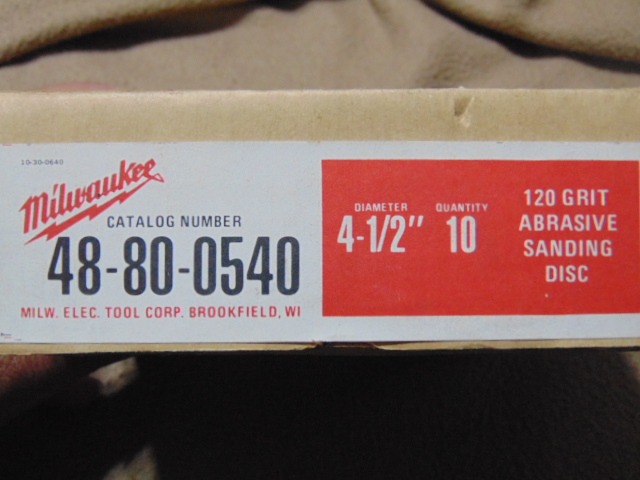 10-30-0640
Milwaukee
CATALOG NUMBER
48-80-0540
MILW. ELEC. TOOL CORP. BROOKFIELD, WI
DIAMETER
4-1/2"
QUANTITY
10
120 GRIT
ABRASIVE
SANDING
DISC